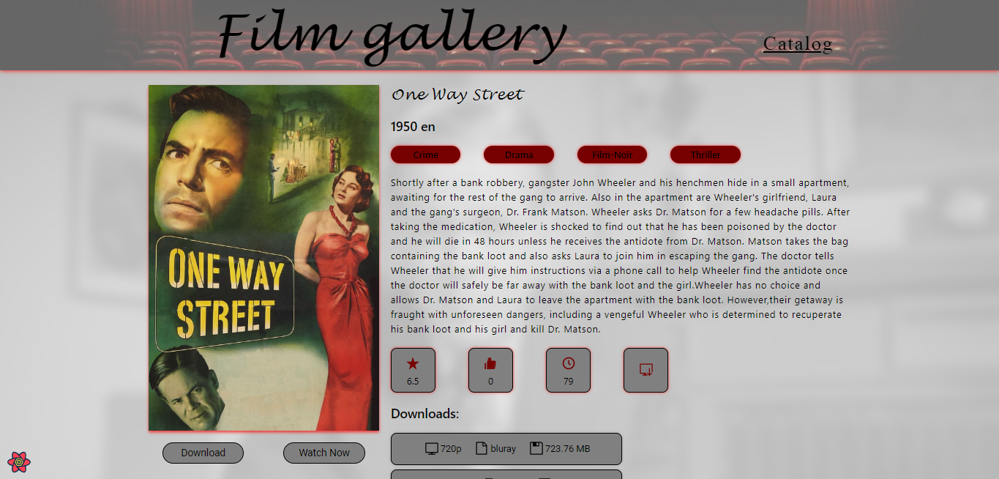 Film gallery
Catalog
ONE WAY
STREET
Download
Watch Now
One Way Street
1950 en
Crime
Drama
Film-Noir
Thriller
Shortly after a bank robbery, gangster John Wheeler and his henchmen hide in a small apartment,
awaiting for the rest of the gang to arrive. Also in the apartment are Wheeler's girlfriend, Laura
and the gang's surgeon, Dr. Frank Matson. Wheeler asks Dr. Matson for a few headache pills. After
taking the medication, Wheeler is shocked to find out that he has been poisoned by the doctor
and he will die in 48 hours unless he receives the antidote from Dr. Matson. Matson takes the bag
containing the bank loot and also asks Laura to join him in escaping the gang. The doctor tells
Wheeler that he will give him instructions via a phone call to help Wheeler find the antidote once
the doctor will safely be far away with the bank loot and the girl.Wheeler has no choice and
allows Dr. Matson and Laura to leave the apartment with the bank loot. However,their getaway is
fraught with unforeseen dangers, including a vengeful Wheeler who is determined to recuperate
his bank loot and his girl and kill Dr. Matson.
6.5
0
79
Downloads:
720p bluray 723.76 MB